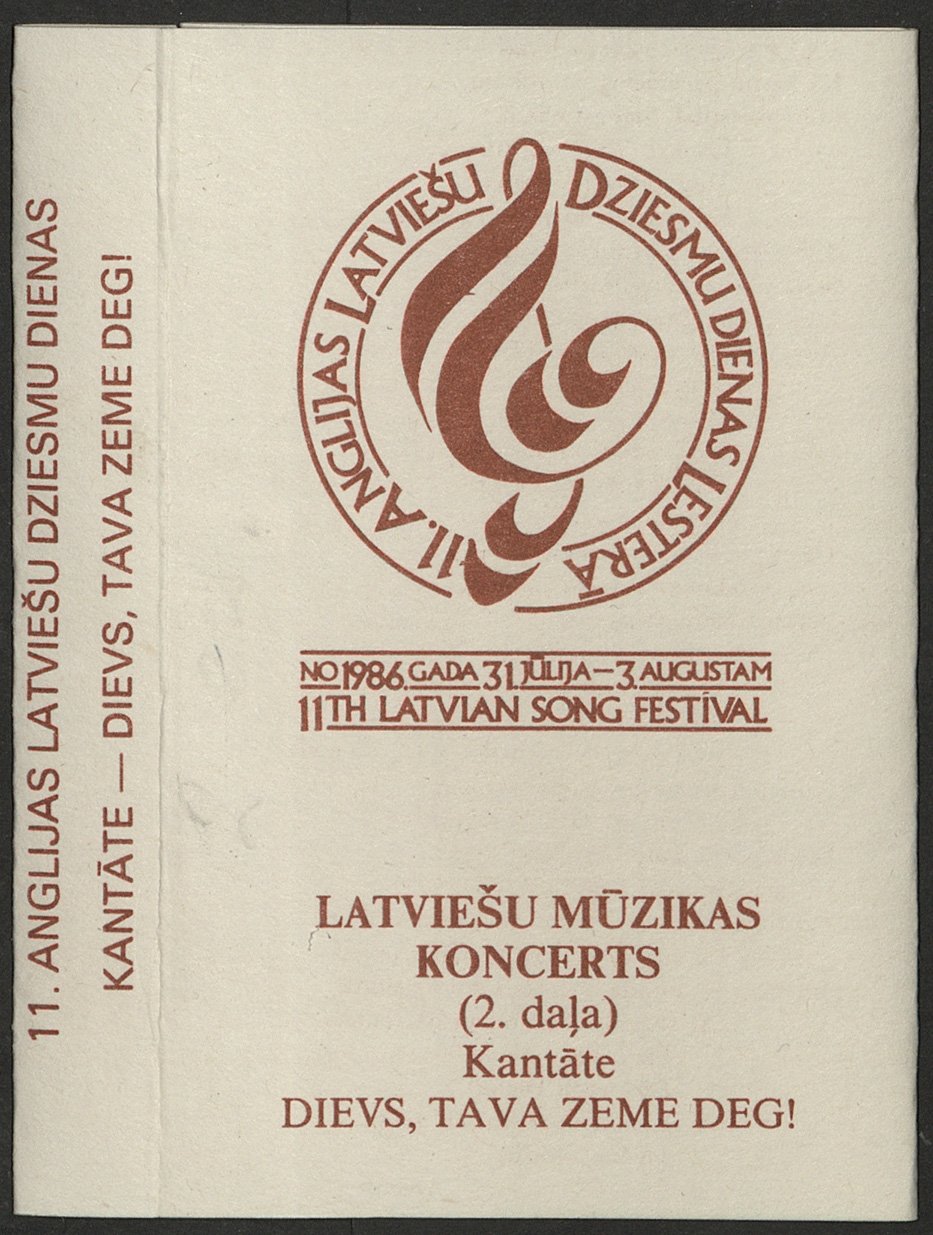 11. ANGLIJAS LATVIEŠU DZIESMU DIENAS
KANTĀTE — DIEVS, TAVA ZEME DEG!
11. ANGLIJAS LATVIEŠU DZIESMU DIENAS LESTERĀ
NO 1986. GADA 31. JŪLIJA — 3. AUGUSTAM
11TH LATVIAN SONG FESTIVAL
LATVIEŠU MŪZIKAS
KONCERTS
(2. daļa)
Kantāte
DIEVS, TAVA ZEME DEG!